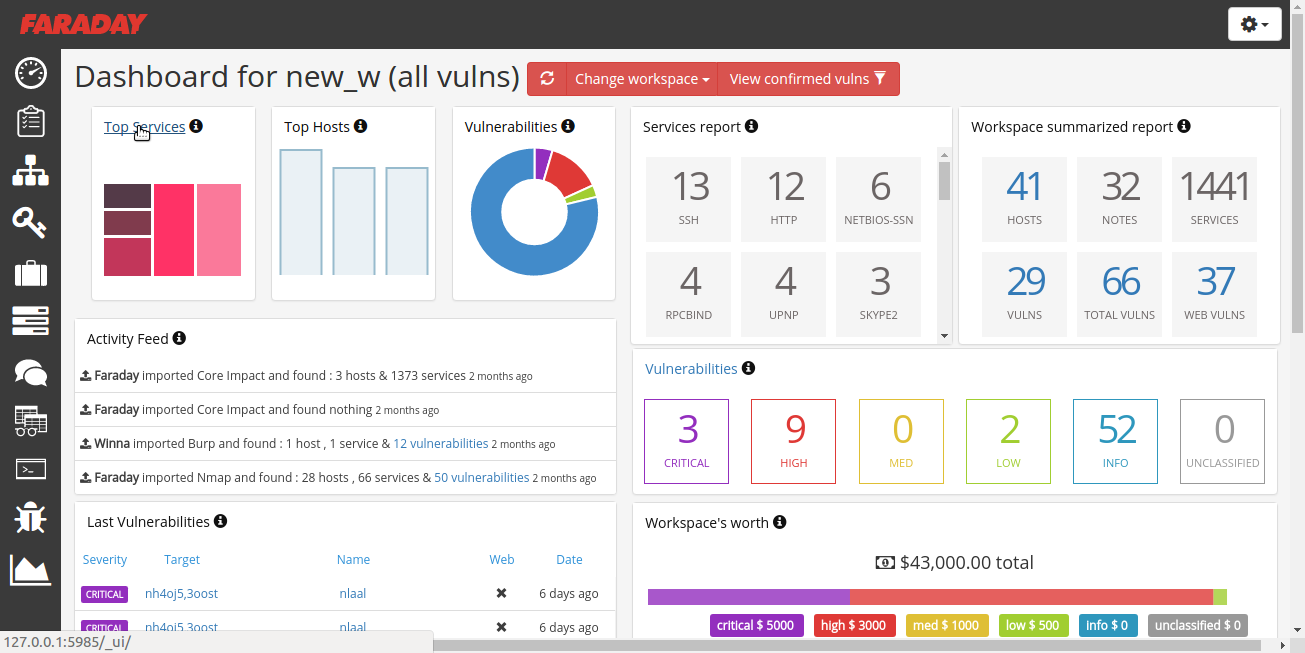 FARADAY
Dashboard for new_w (all vulns)
Change workspace
View confirmed vulns
Top Services
Top Hosts
Vulnerabilities
Services report
13
SSH
12
HTTP
6
NETBIOS-SSN
4
RPCBIND
4
UPNP
3
SKYPE2
Workspace summarized report
41
HOSTS
32
NOTES
1441
SERVICES
29
VULNS
66
TOTAL VULNS
37
WEB VULNS
Activity Feed
Faraday imported Core Impact and found : 3 hosts & 1373 services 2 months ago
Faraday imported Core Impact and found nothing 2 months ago
Winna imported Burp and found : 1 host , 1 service & 12 vulnerabilities 2 months ago
Faraday imported Nmap and found : 28 hosts , 66 services & 50 vulnerabilities 2 months ago
Vulnerabilities
3
CRITICAL
9
HIGH
0
MED
2
LOW
52
INFO
0
UNCLASSIFIED
Last Vulnerabilities
Severity Target Name Web Date
CRITICAL nh4oj5,3oost nlaal ✖ 6 days ago
CRITICAL nh4oj5,3oost nlaal ✖ 6 days ago
Workspace's worth
$43,000.00 total
critical $ 5000
high $ 3000
med $ 1000
low $ 500
info $ 0
unclassified $ 0
127.0.0.1:5985/_ui/